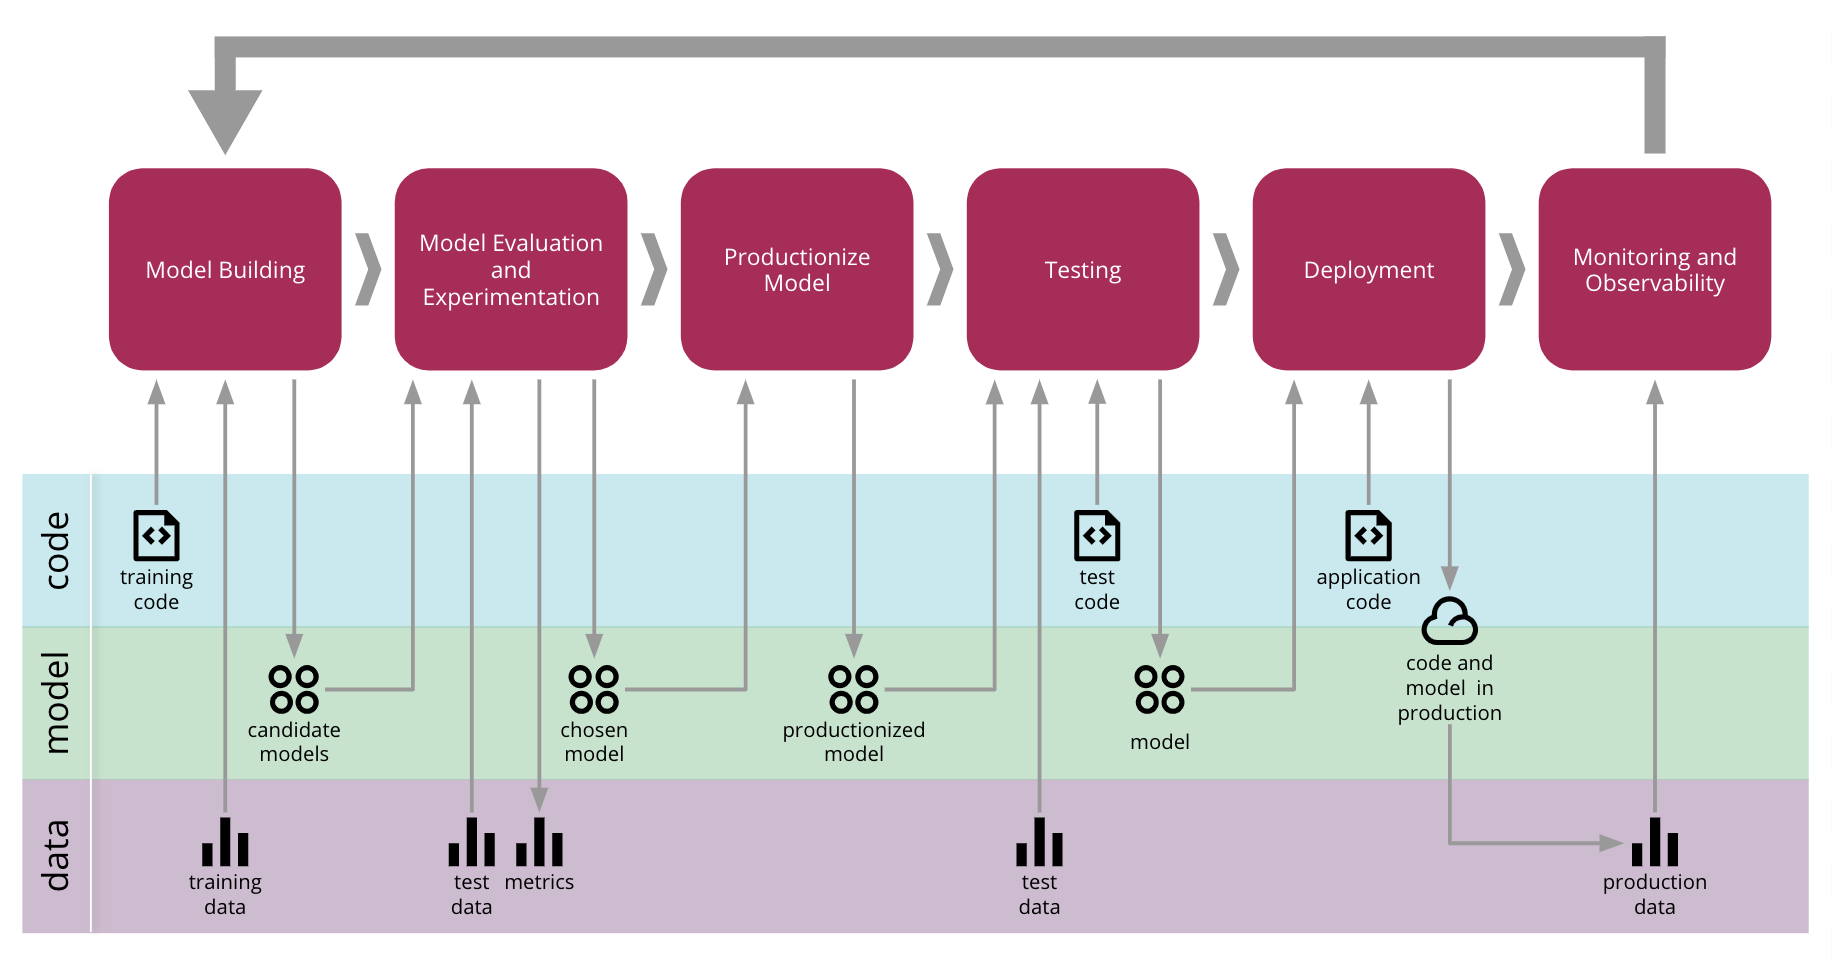 Model Building
Model Evaluation
and
Experimentation
Productionize
Model
Testing
Deployment
Monitoring and
Observability
code
training
code
test
code
application
code
model
candidate
models
chosen
model
productionized
model
model
code and
model in
production
data
training
data
test
data
metrics
test
data
production
data